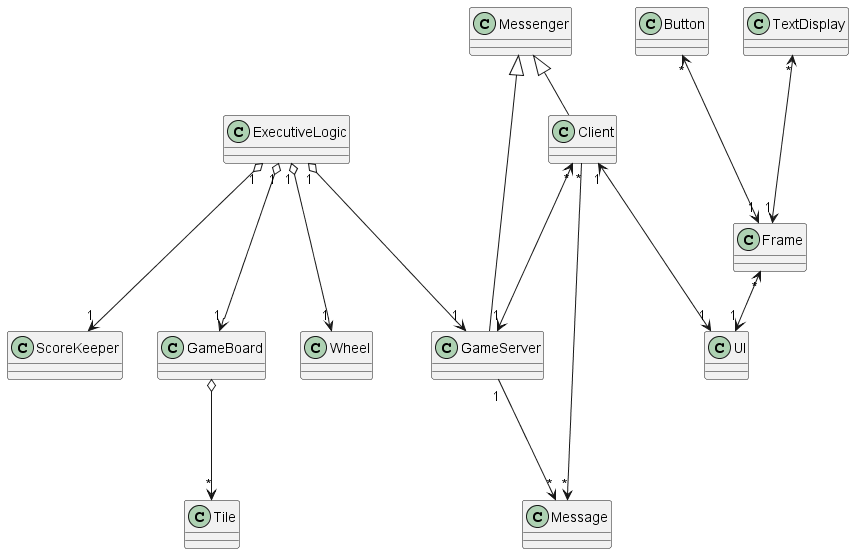 C Messenger
C Button
C TextDisplay
C ExecutiveLogic
C Client
* *
1 1 1 1
* * 1
1 1
C Frame
*
1 1 1 1 1 1 1
C ScoreKeeper
C GameBoard
C Wheel
C GameServer
C UI
1
* * *
C Tile
C Message